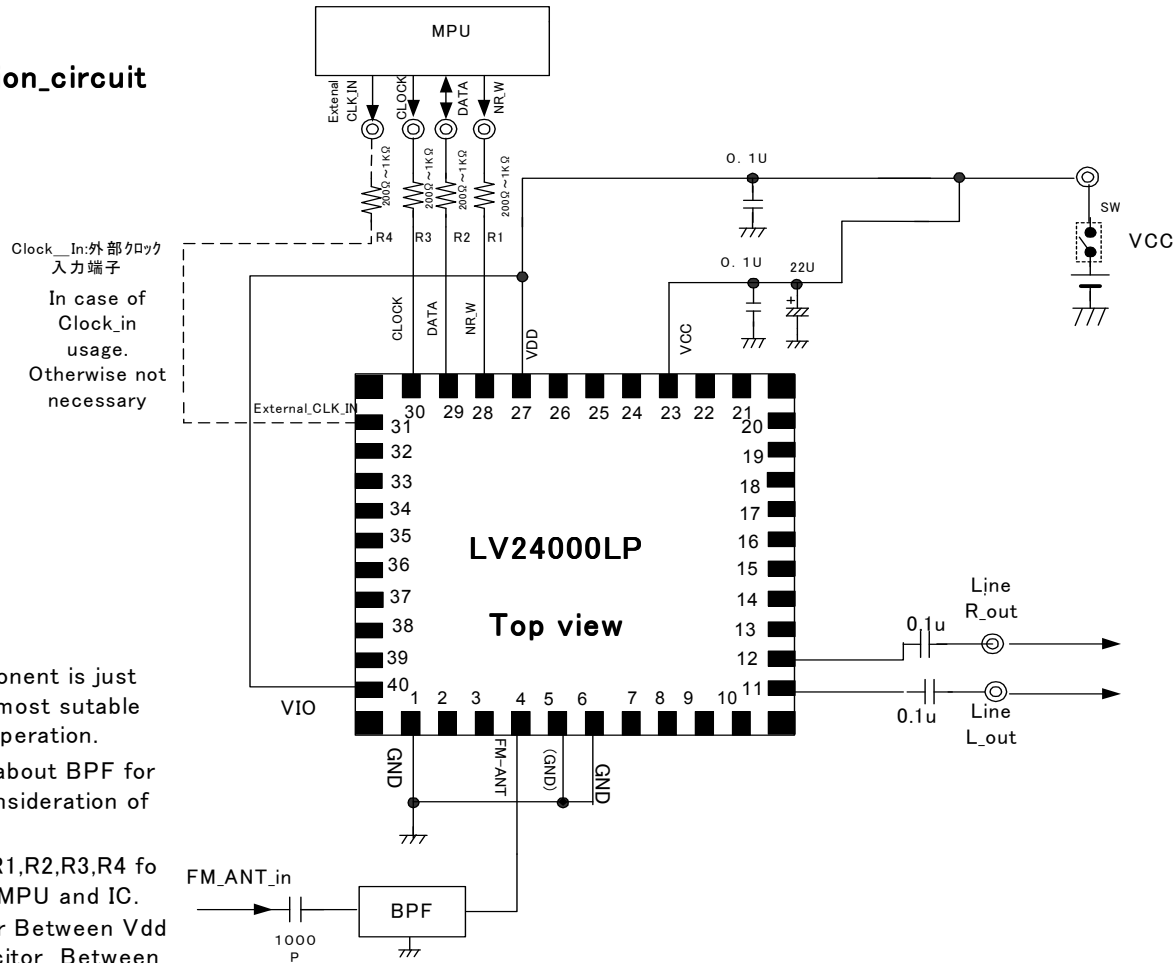 MPU
on_circuit
Extenal
CLK_IN
CLOCK
DATA
NR_W
200Ω~1KΩ
200Ω~1KΩ
200Ω~1KΩ
200Ω~1KΩ
R4
R3
R2
R1
0.1U
SW
VCC
0.1U
22U
+
Clock__In:外部クロック
入力端子
In case of
Clock_in
usage.
Otherwise not
necessary
CLOCK
DATA
NR_W
VDD
VCC
External_CLK_IN
30
29
28
27
26
25
24
23
22
21
31
32
33
34
35
36
37
38
39
40
20
19
18
17
16
15
14
13
12
11
LV24000LP
Top view
Line
R_out
0.1u
0.1u
Line
L_out
VIO
1
2
3
4
5
6
7
8
9
10
GND
FM-ANT
(GND)
GND
onent is just
most sutable
peration.
about BPF for
nsideration of
R1,R2,R3,R4 fo
MPU and IC.
r Between Vdd
citor Between
FM_ANT_in
1000
P
BPF